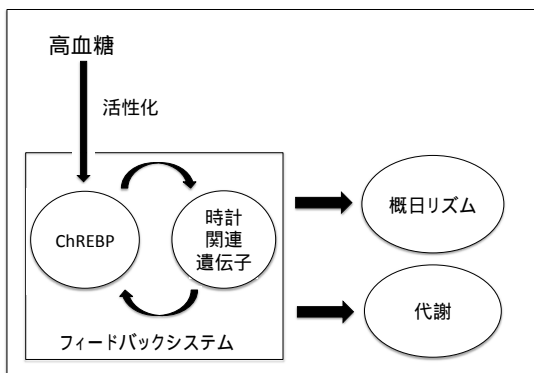 高血糖
活性化
ChREBP
時計
関連
遺伝子
フィードバックシステム
概日リズム
代謝